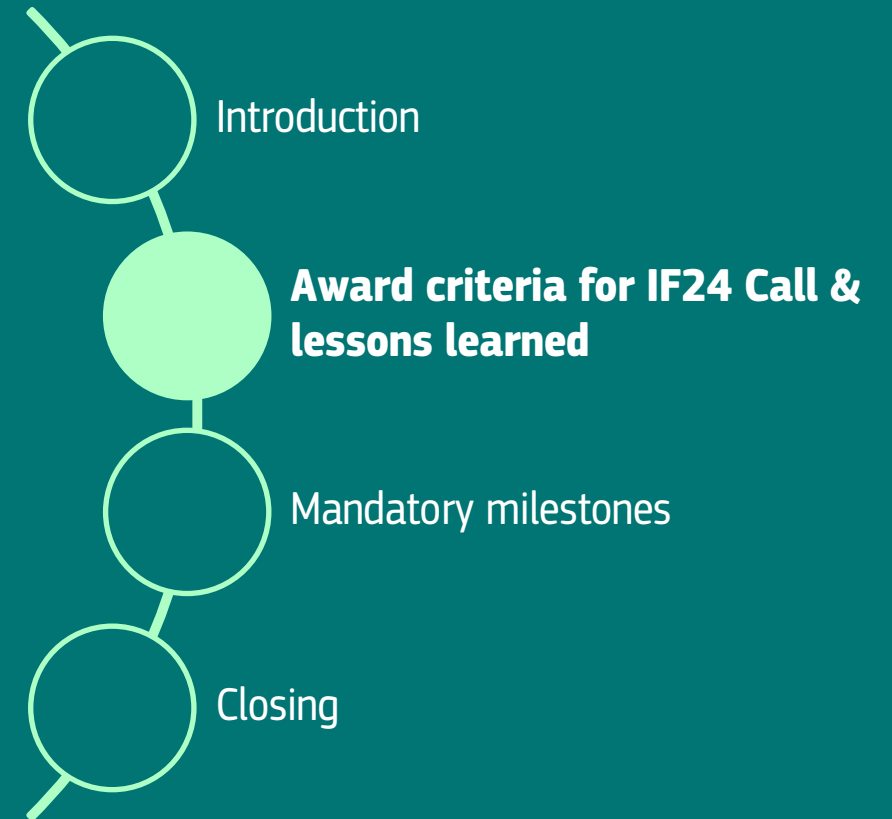 Introduction
Award criteria for IF24 Call &
lessons learned
Mandatory milestones
Closing